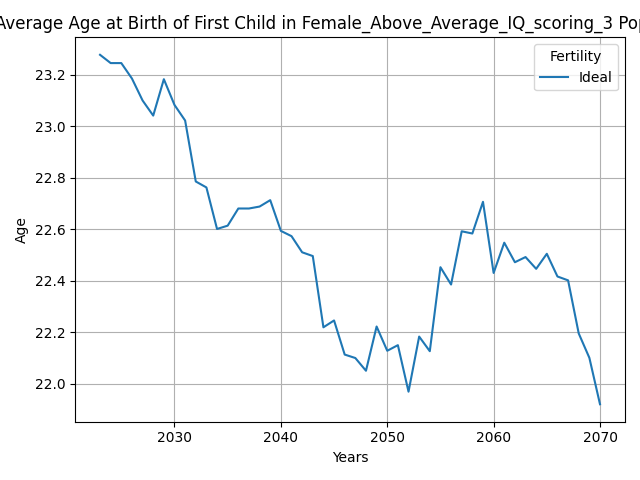 Average Age at Birth of First Child in Female_Above_Average_IQ_scoring_3
Fertility
Ideal
23.2
23.0
22.8
22.6
22.4
22.2
22.0
Age
2030 2040 2050 2060 2070
Years